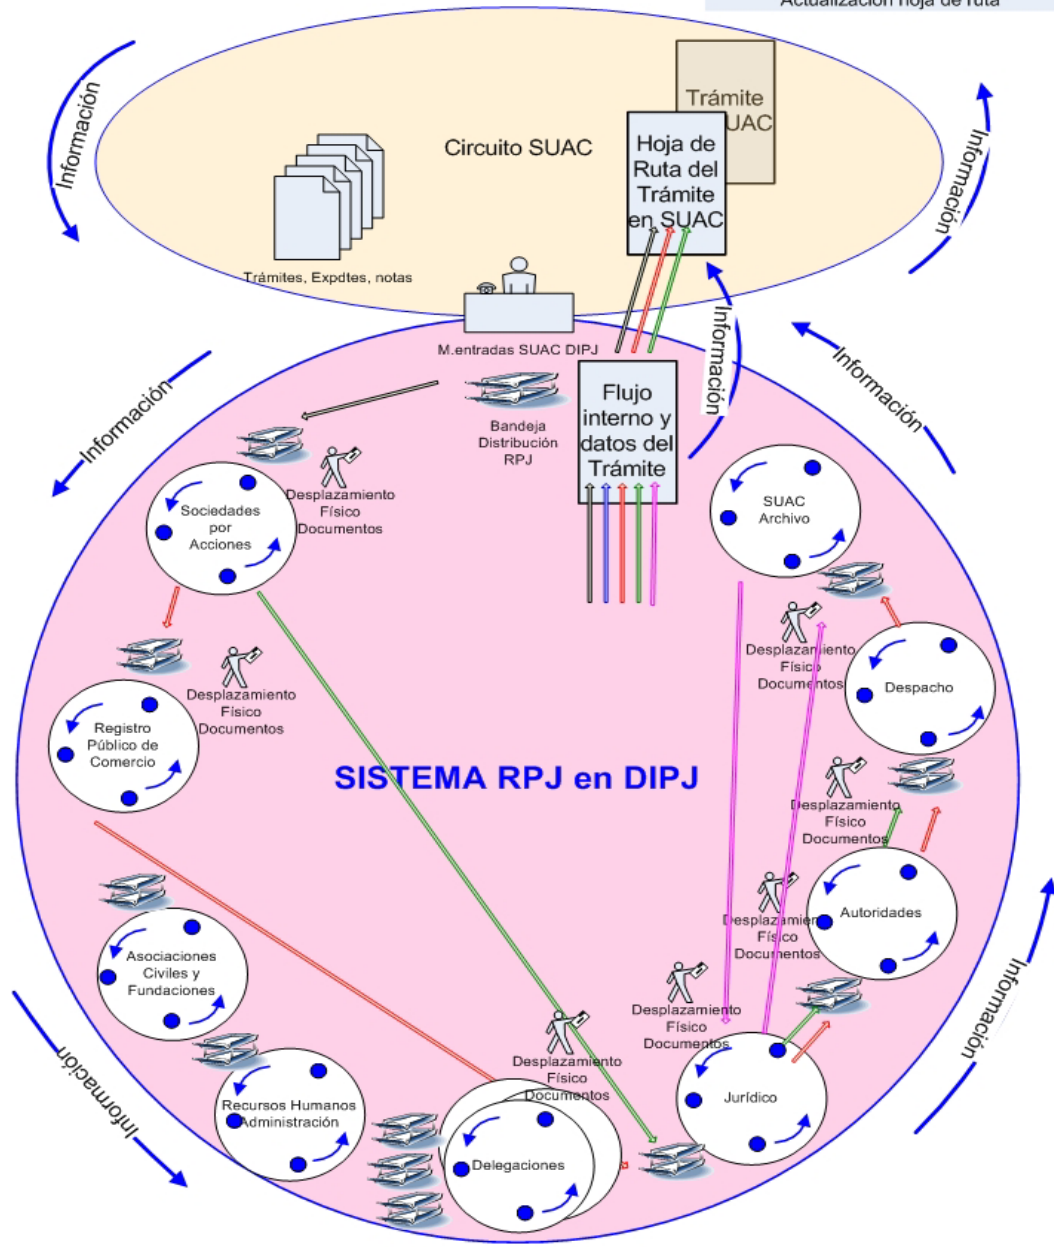 Actualización hoja de ruta
Información
Trámite
UAC
Información
Circuito SUAC
Hoja de
Ruta del
Trámite
en SUAC
Trámites, Expdtes, notas
M.entradas SUAC DIPJ
Información
Información
Información
Bandeja
Distribución
RPJ
Flujo
interno y
datos del
Trámite
Desplazamiento
Físico
Documentos
Sociedades
por
Acciones
SUAC
Archivo
Desplazamiento
Físico
Documentos
Desplazamiento
Físico
Documentos
Despacho
Registro
Público de
Comercio
SISTEMA RPJ en DIPJ
Desplazamiento
Físico
Documentos
Autoridades
Desplazamien
Físico
Documentos
Asociaciones
Civiles y
Fundaciones
Desplazamiento
Físico
Documentos
Información
Información
Desplazamiento
Físico
Documentos
Recursos Humanos
Administración
Jurídico
Delegaciones